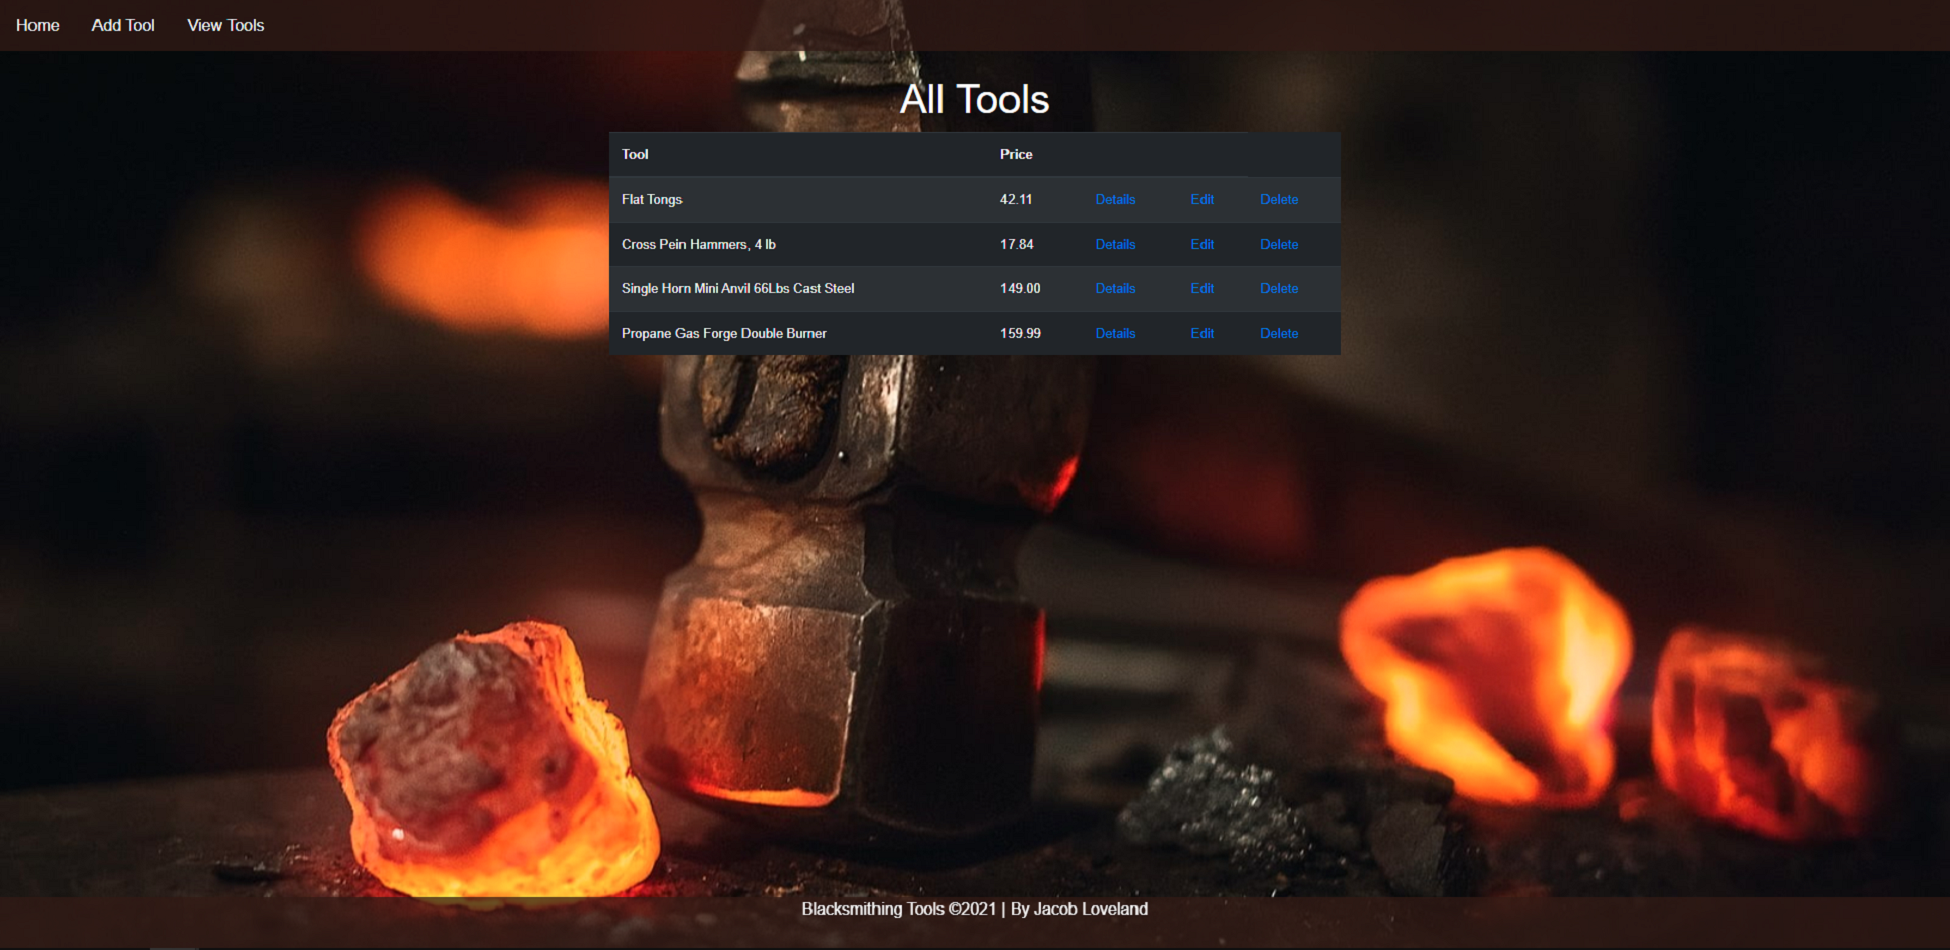 Home Add Tool View Tools
All Tools
Tool Price
Flat Tongs 42.11 Details Edit Delete
Cross Pein Hammers, 4 lb 17.84 Details Edit Delete
Single Horn Mini Anvil 66Lbs Cast Steel 149.00 Details Edit Delete
Propane Gas Forge Double Burner 159.99 Details Edit Delete
Blacksmithing Tools ©2021 | By Jacob Loveland